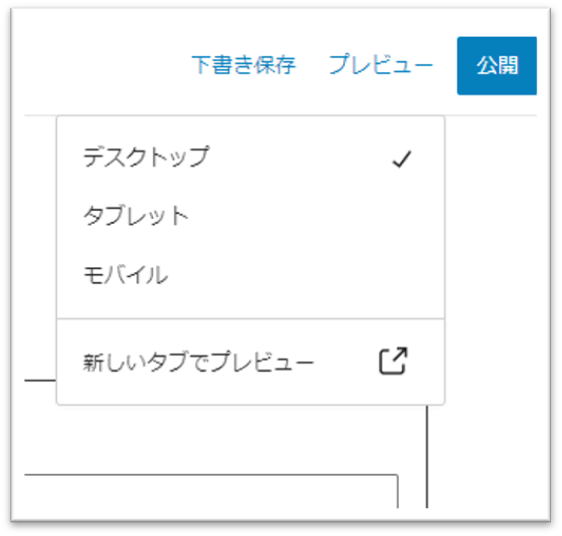 下書き保存 プレビュー 公開
デスクトップ
タブレット
モバイル
新しいタブでプレビュー